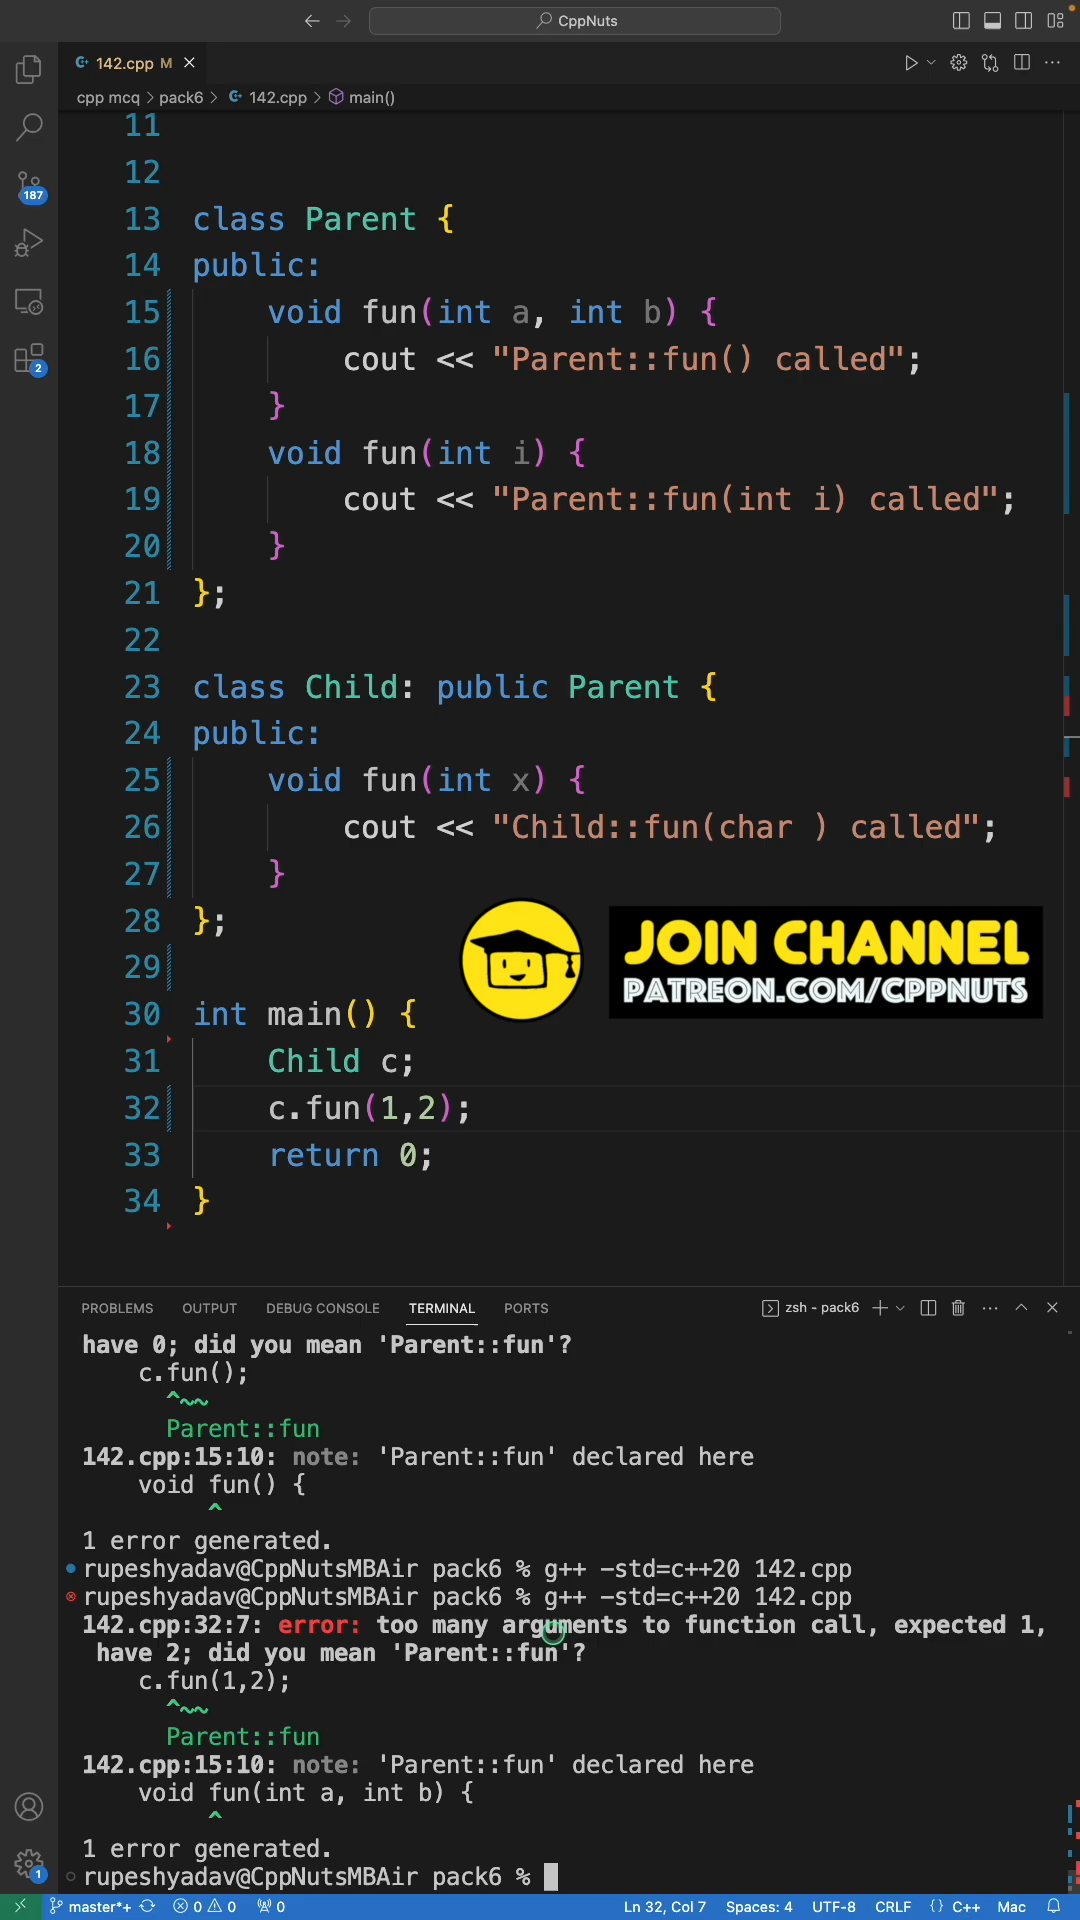 CppNuts
142.cpp M
cpp mcq > pack6 > 142.cpp > main()
187
2
11
12
13 class Parent {
14 public:
15 void fun(int a, int b) {
16 cout << "Parent::fun() called";
17 }
18 void fun(int i) {
19 cout << "Parent::fun(int i) called";
20 }
21 };
22
23 class Child: public Parent {
24 public:
25 void fun(int x) {
26 cout << "Child::fun(char ) called";
27 }
28 };
29
JOIN CHANNEL
PATREON.COM/CPPNUTS
30 int main() {
31 Child c;
32 c.fun(1,2);
33 return 0;
34 }
PROBLEMS OUTPUT DEBUG CONSOLE TERMINAL PORTS zsh - pack6
have 0; did you mean 'Parent::fun'?
c.fun();
^~~
Parent::fun
142.cpp:15:10: note: 'Parent::fun' declared here
void fun() {
^
1 error generated.
rupeshyadav@CppNutsMBAir pack6 % g++ -std=c++20 142.cpp
rupeshyadav@CppNutsMBAir pack6 % g++ -std=c++20 142.cpp
142.cpp:32:7: error: too many arguments to function call, expected 1,
have 2; did you mean 'Parent::fun'?
c.fun(1,2);
^~~
Parent::fun
142.cpp:15:10: note: 'Parent::fun' declared here
void fun(int a, int b) {
^
1 error generated.
rupeshyadav@CppNutsMBAir pack6 %
1
master*+ 0 0 0 Ln 32, Col 7 Spaces: 4 UTF-8 CRLF {} C++ Mac